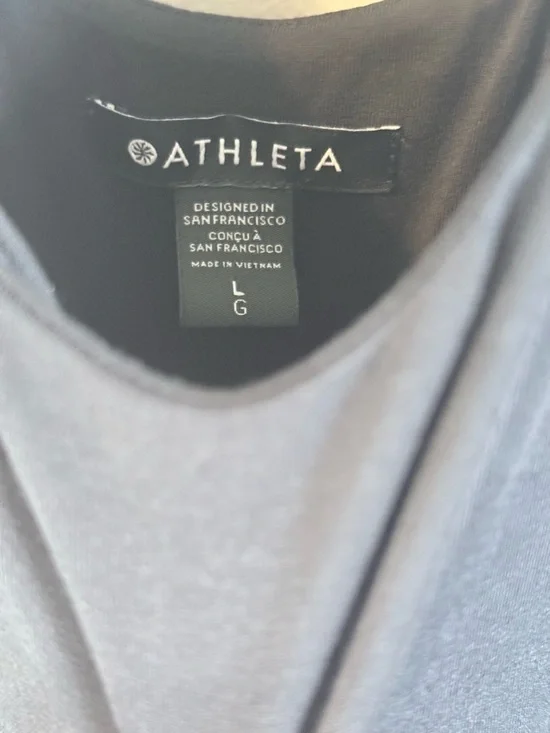 ATHLETA
DESIGNED IN
SAN FRANCISCO
CONÇU À
SAN FRANCISCO
MADE IN VIETNAM
L
G